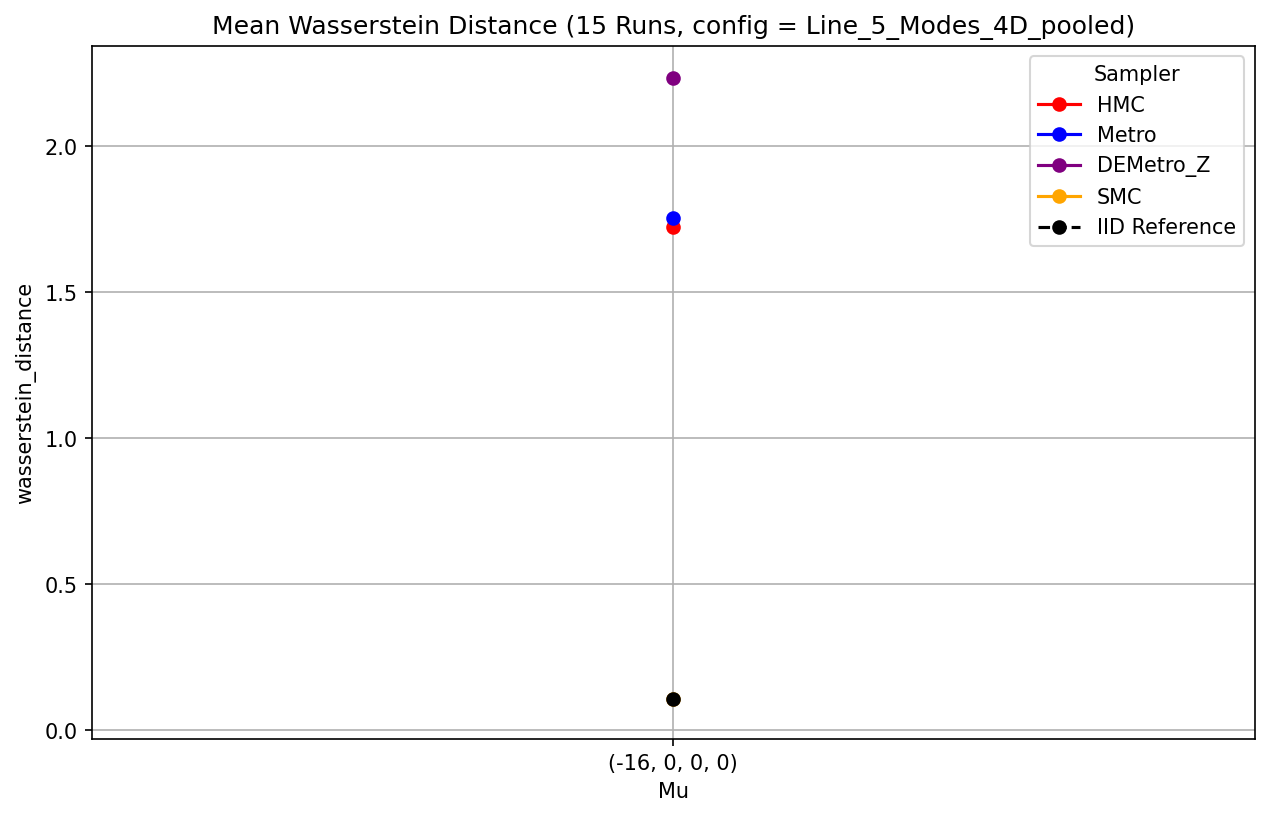 Mean Wasserstein Distance (15 Runs, config = Line_5_Modes_4D_pooled)
Sampler
HMC
Metro
DEMetro_Z
SMC
IID Reference
wasserstein_distance
2.0
1.5
1.0
0.5
0.0
(-16, 0, 0, 0)
Mu